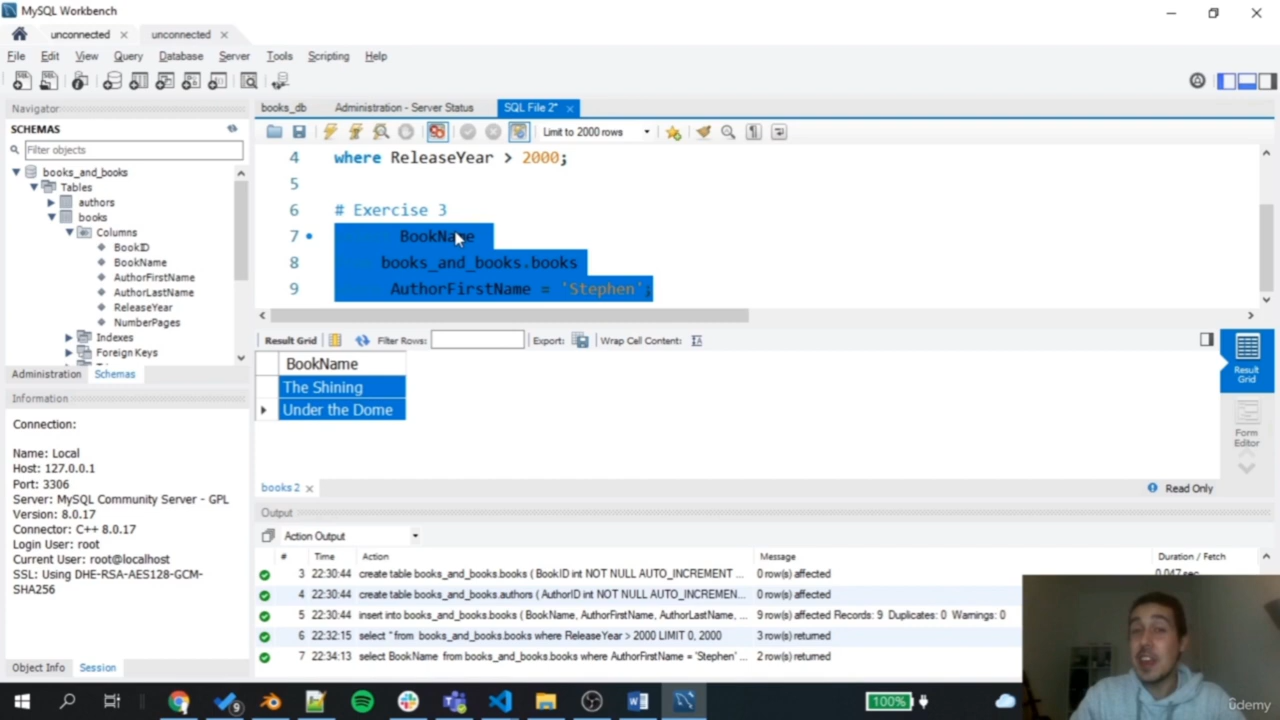 MySQL Workbench
unconnected
unconnected
File Edit View Query Database Server Tools Scripting Help
Navigator
SCHEMAS
Filter objects
books_and_books
Tables
authors
books
Columns
BookID
BookName
AuthorFirstName
AuthorLastName
ReleaseYear
NumberPages
Indexes
Foreign Keys
Administration Schemas
Information
Connection:
Name: Local
Host: 127.0.0.1
Port: 3306
Server: MySQL Community Server - GPL
Version: 8.0.17
Connector: C++ 8.0.17
Login User: root
Current User: root@localhost
SSL: Using DHE-RSA-AES128-GCM-
SHA256
Object Info Session
books_db Administration - Server Status SQL File 2*
Limit to 2000 rows
4 where ReleaseYear > 2000;
5
6 # Exercise 3
7 BookName
8 books_and_books.books
9 AuthorFirstName = 'Stephen';
Result Grid Filter Rows: Export: Wrap Cell Content:
BookName
The Shining
Under the Dome
Result
Grid
Form
Editor
books 2
Read Only
Output
Action Output
# Time Action Message Duration / Fetch
3 22:30:44 create table books_and_books.books ( BookID int NOT NULL AUTO_INCREMENT ... 0 row(s) affected 0.047 sec
4 22:30:44 create table books_and_books.authors ( AuthorID int NOT NULL AUTO_INCREMEN... 0 row(s) affected
5 22:30:44 insert into books_and_books.books ( BookName, AuthorFirstName, AuthorLastName,... 9 row(s) affected Records: 9 Duplicates: 0 Warnings: 0
6 22:32:15 select * from books_and_books.books where ReleaseYear > 2000 LIMIT 0, 2000 3 row(s) returned
7 22:34:13 select BookName from books_and_books.books where AuthorFirstName = 'Stephen' ... 2 row(s) returned
9
100%
ûdemy